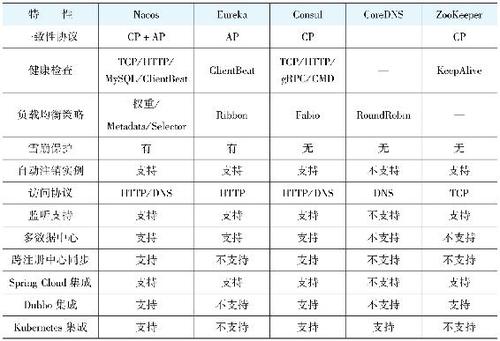 特 性 Nacos Eureka Consul CoreDNS ZooKeeper
一致性协议 CP + AP AP CP CP
健康检查 TCP/HTTP/MySQL/ClientBeat ClientBeat TCP/HTTP/gRPC/CMD — KeepAlive
负载均衡策略 权重/Metadata/Selector Ribbon Fabio RoundRobin —
雪崩保护 有 有 无 无 无
自动注销实例 支持 支持 支持 不支持 支持
访问协议 HTTP/DNS HTTP HTTP/DNS DNS TCP
监听支持 支持 支持 支持 不支持 支持
多数据中心 支持 支持 支持 不支持 不支持
跨注册中心同步 支持 不支持 支持 不支持 不支持
Spring Cloud 集成 支持 支持 支持 不支持 支持
Dubbo 集成 支持 不支持 支持 不支持 支持
Kubernetes 集成 支持 不支持 支持 支持 不支持